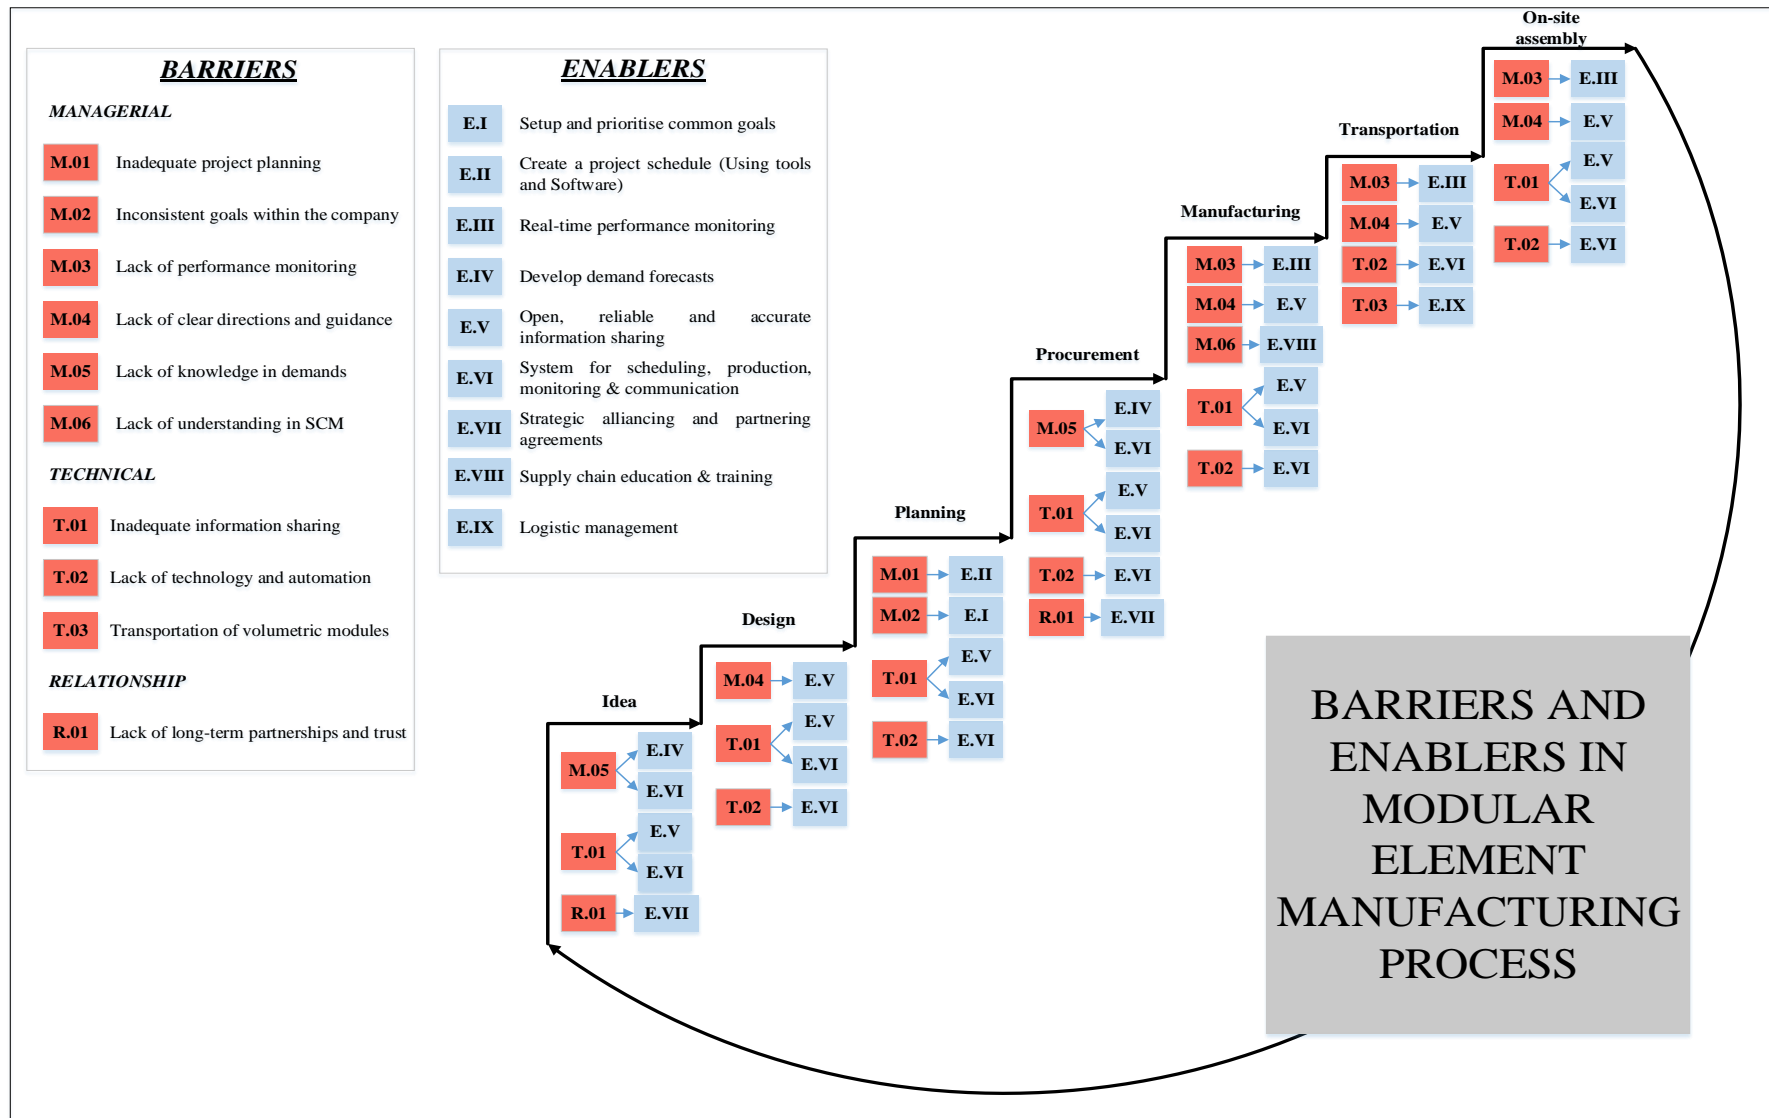 BARRIERS
MANAGERIAL
M.01 Inadequate project planning
M.02 Inconsistent goals within the company
M.03 Lack of performance monitoring
M.04 Lack of clear directions and guidance
M.05 Lack of knowledge in demands
M.06 Lack of understanding in SCM
TECHNICAL
T.01 Inadequate information sharing
T.02 Lack of technology and automation
T.03 Transportation of volumetric modules
RELATIONSHIP
R.01 Lack of long-term partnerships and trust
ENABLERS
E.I Setup and prioritise common goals
E.II Create a project schedule (Using tools
and Software)
E.III Real-time performance monitoring
E.IV Develop demand forecasts
E.V Open, reliable and accurate
information sharing
E.VI System for scheduling, production,
monitoring & communication
E.VII Strategic alliancing and partnering
agreements
E.VIII Supply chain education & training
E.IX Logistic management
Idea
M.05 E.IV
E.VI
T.01 E.V
E.VI
R.01 E.VII
Design
M.04 E.V
T.01 E.V
E.VI
T.02 E.VI
Planning
M.01 E.II
M.02 E.I
T.01 E.V
E.VI
T.02 E.VI
Procurement
M.05 E.IV
E.VI
T.01 E.V
E.VI
T.02 E.VI
R.01 E.VII
Manufacturing
M.03 E.III
M.04 E.V
M.06 E.VIII
T.01 E.V
E.VI
T.02 E.VI
Transportation
M.03 E.III
M.04 E.V
T.02 E.VI
T.03 E.IX
On-site
assembly
M.03 E.III
M.04 E.V
T.01 E.V
E.VI
T.02 E.VI
BARRIERS AND
ENABLERS IN
MODULAR
ELEMENT
MANUFACTURING
PROCESS